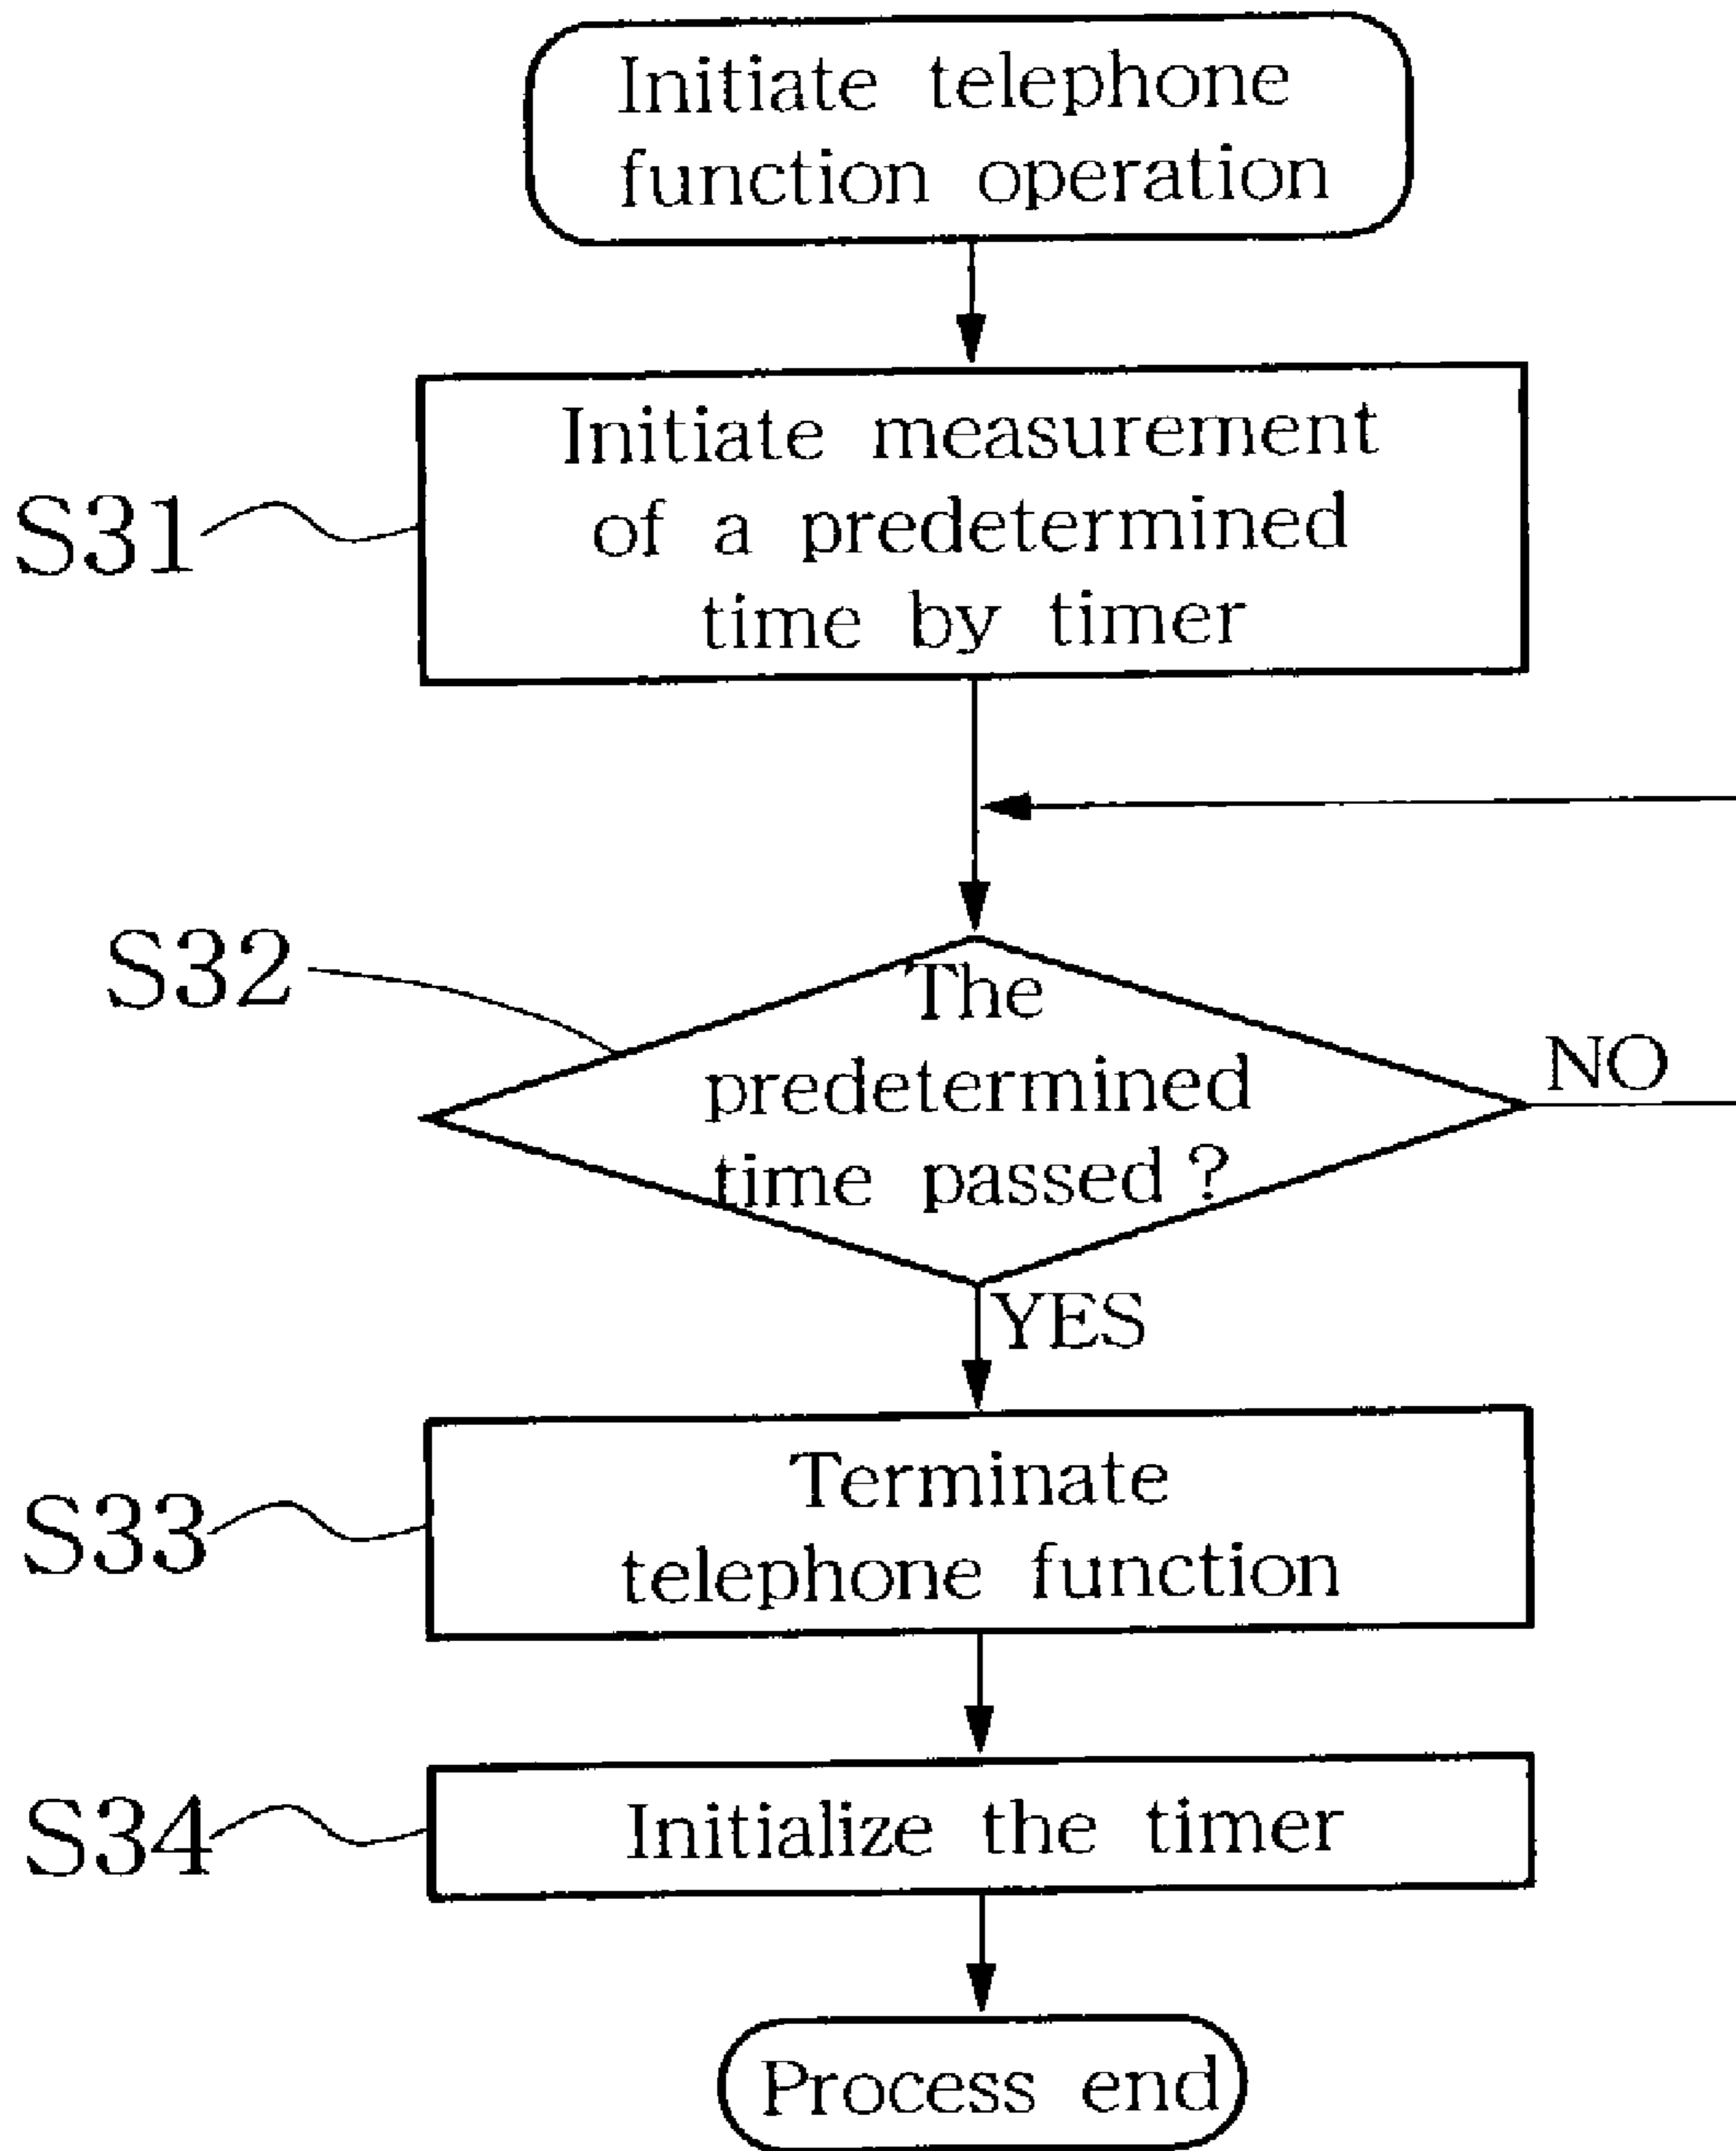 Initiate telephone
function operation
S31
Initiate measurement
of a predetermined
time by timer
S32
The
predetermined
time passed?
NO
YES
S33
Terminate
telephone function
S34
Initialize the timer
Process end